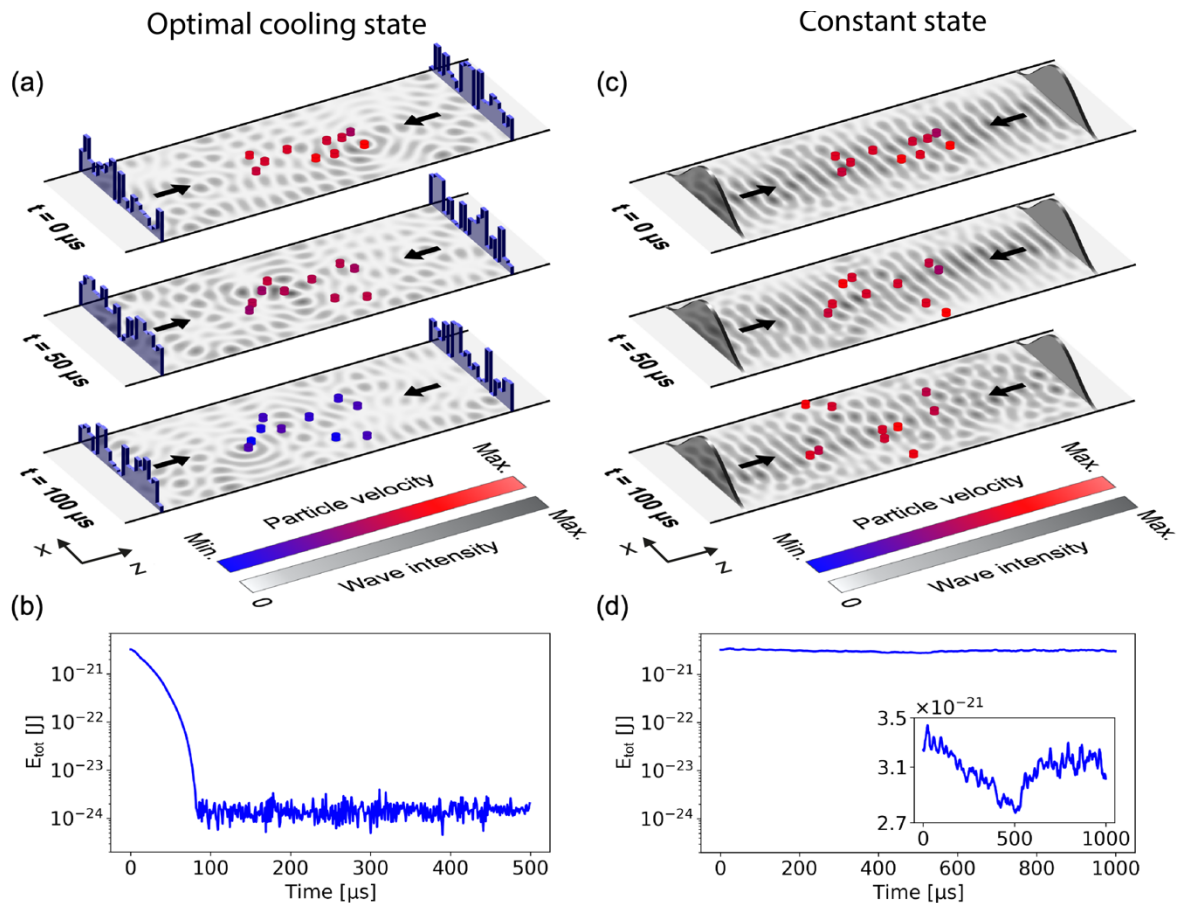 Optimal cooling state
Constant state
(a)
t = 0 µs
t = 50 µs
t = 100 µs
X
Z
Min.
Particle velocity
Max.
0
Wave intensity
Max.
(c)
t = 0 µs
t = 50 µs
t = 100 µs
X
Z
Min.
Particle velocity
Max.
0
Wave intensity
Max.
(b)
E_tot [J]
10⁻²¹
10⁻²²
10⁻²³
10⁻²⁴
0 100 200 300 400 500
Time [µs]
(d)
E_tot [J]
10⁻²¹
10⁻²²
10⁻²³
10⁻²⁴
×10⁻²¹
3.5
3.1
2.7
0 500 1000
0 200 400 600 800 1000
Time [µs]